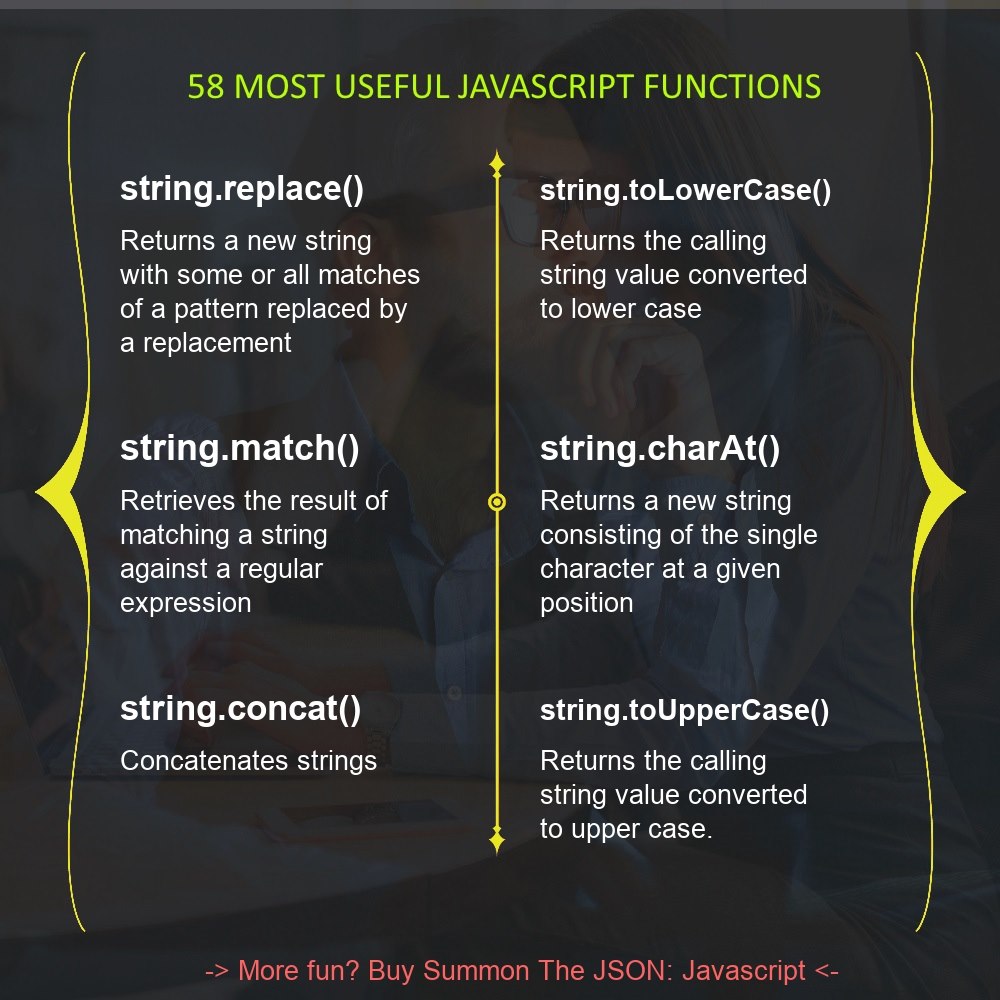 58 MOST USEFUL JAVASCRIPT FUNCTIONS
string.replace()
Returns a new string
with some or all matches
of a pattern replaced by
a replacement
string.match()
Retrieves the result of
matching a string
against a regular
expression
string.concat()
Concatenates strings
string.toLowerCase()
Returns the calling
string value converted
to lower case
string.charAt()
Returns a new string
consisting of the single
character at a given
position
string.toUpperCase()
Returns the calling
string value converted
to upper case.
-> More fun? Buy Summon The JSON: Javascript <-